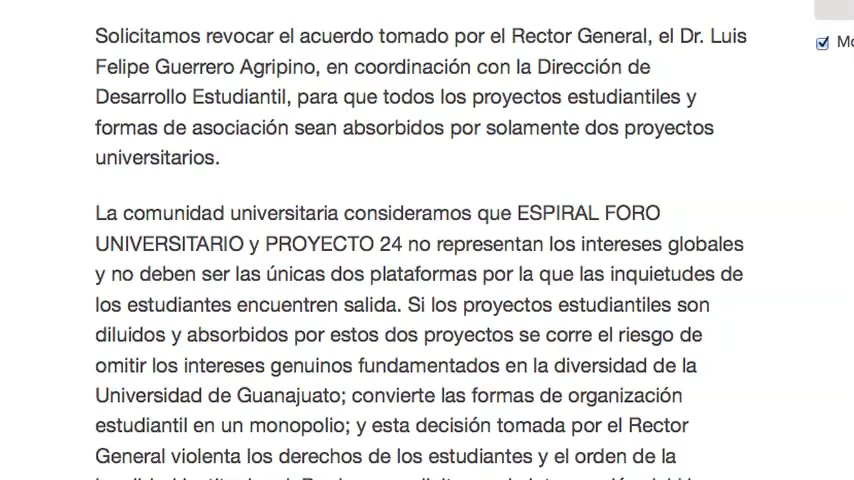 Solicitamos revocar el acuerdo tomado por el Rector General, el Dr. Luis
Felipe Guerrero Agripino, en coordinación con la Dirección de
Desarrollo Estudiantil, para que todos los proyectos estudiantiles y
formas de asociación sean absorbidos por solamente dos proyectos
universitarios.
La comunidad universitaria consideramos que ESPIRAL FORO
UNIVERSITARIO y PROYECTO 24 no representan los intereses globales
y no deben ser las únicas dos plataformas por la que las inquietudes de
los estudiantes encuentren salida. Si los proyectos estudiantiles son
diluidos y absorbidos por estos dos proyectos se corre el riesgo de
omitir los intereses genuinos fundamentados en la diversidad de la
Universidad de Guanajuato; convierte las formas de organización
estudiantil en un monopolio; y esta decisión tomada por el Rector
General violenta los derechos de los estudiantes y el orden de la